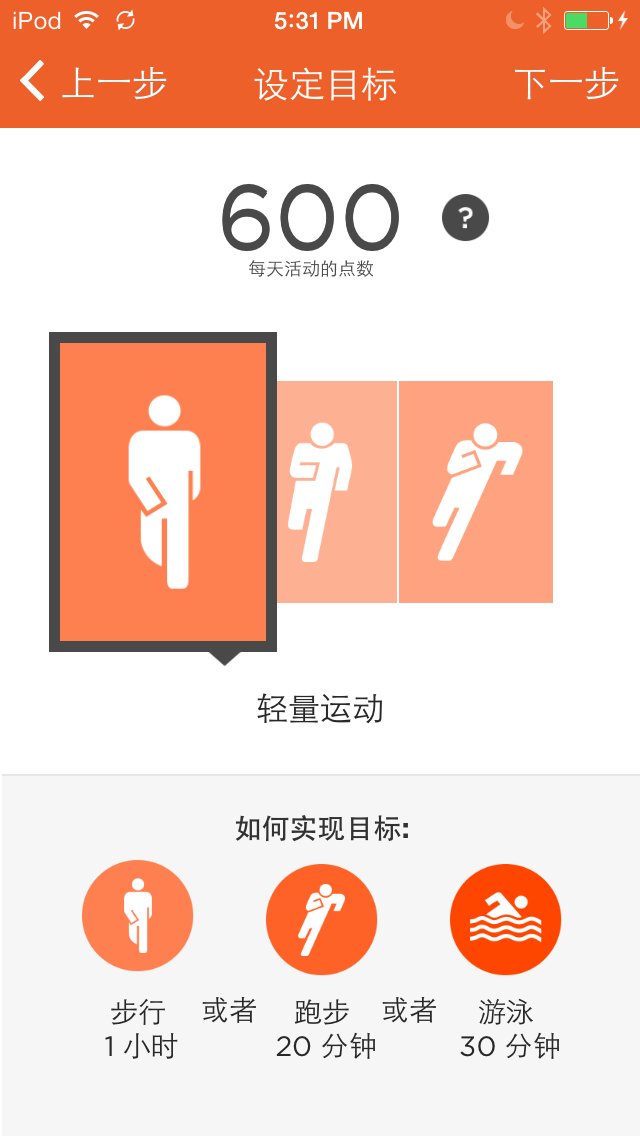 iPod 5:31 PM
上一步 设定目标 下一步
600 ?
每天活动的点数
轻量运动
如何实现目标:
步行 或者 跑步 或者 游泳
1 小时 20 分钟 30 分钟